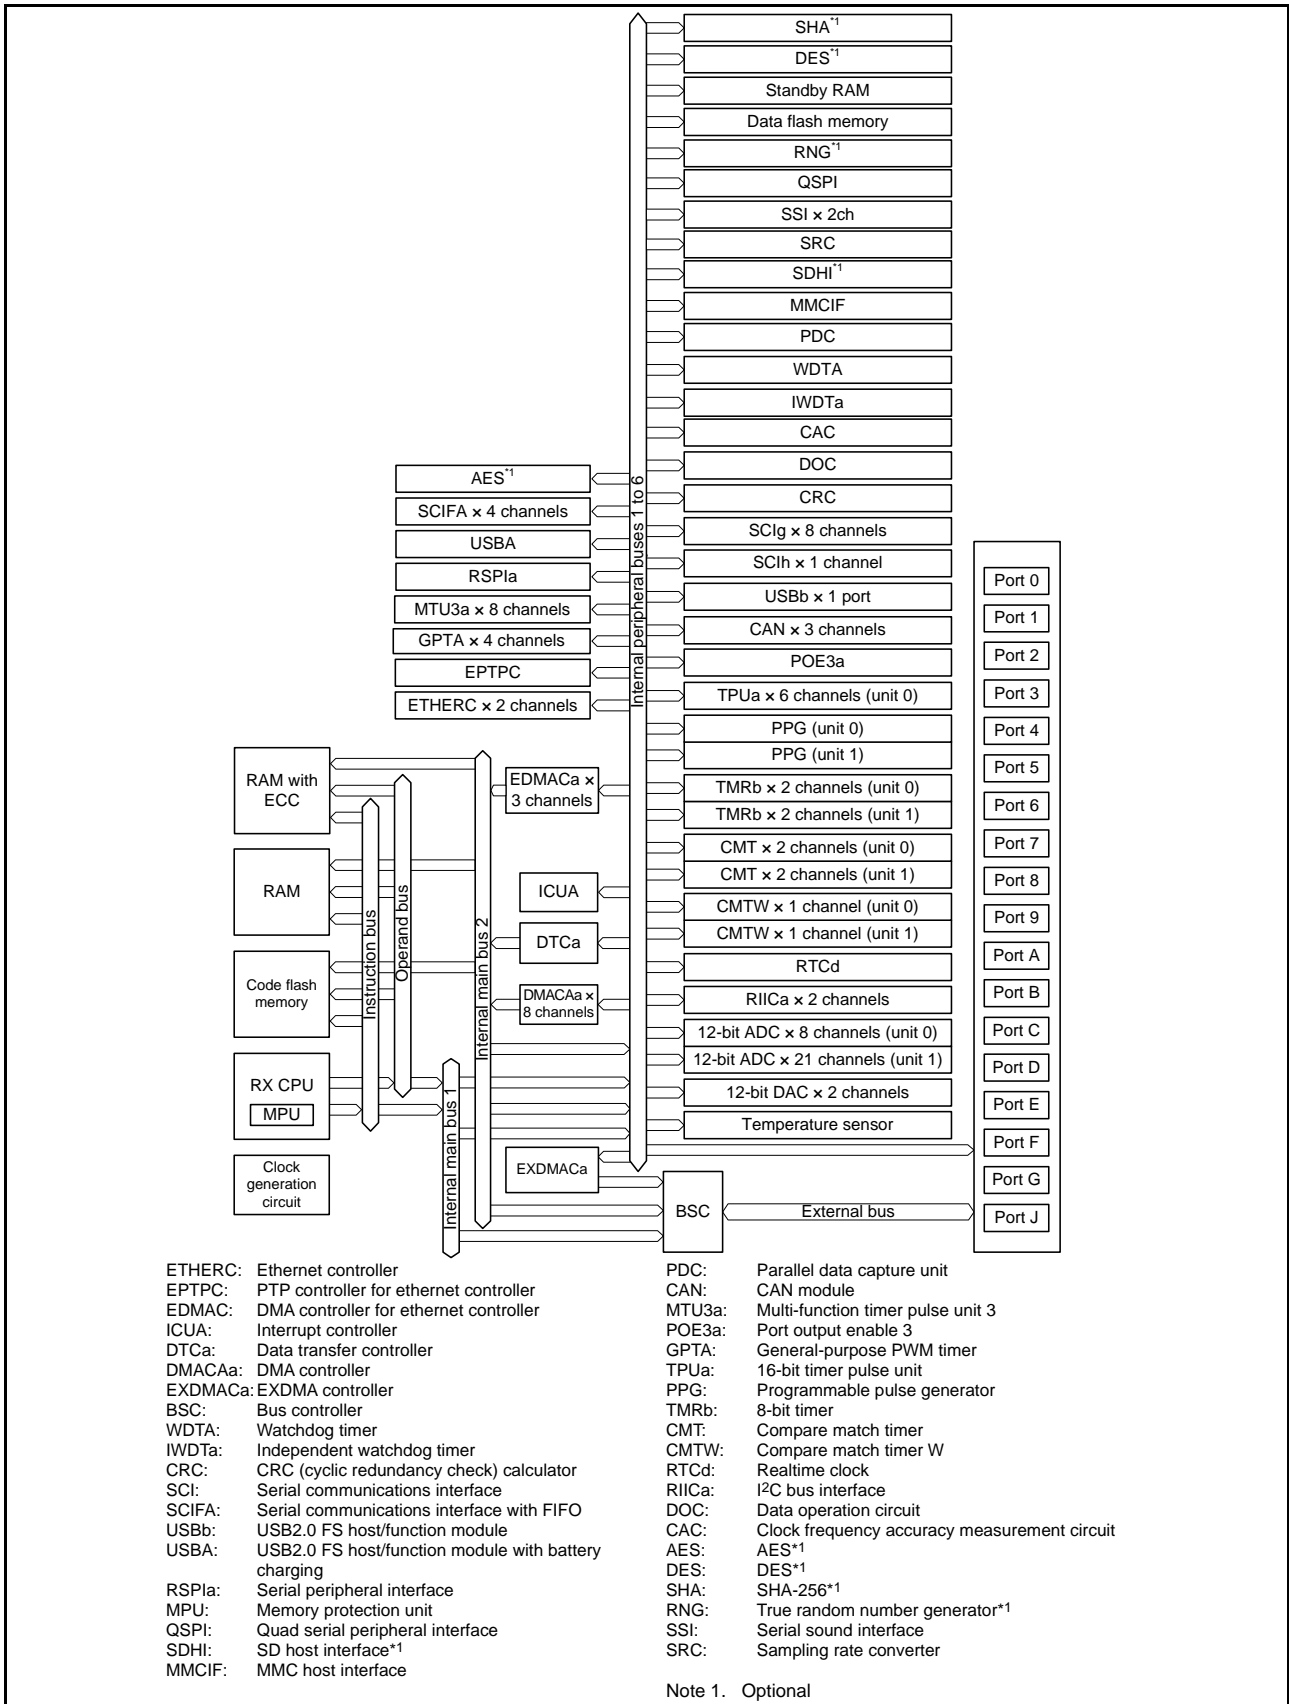 SHA*1
DES*1
Standby RAM
Data flash memory
RNG*1
QSPI
SSI × 2ch
SRC
SDHI*1
MMCIF
PDC
WDTA
IWDTa
CAC
DOC
CRC
SCIg × 8 channels
SCIh × 1 channel
USBb × 1 port
CAN × 3 channels
POE3a
TPUa × 6 channels (unit 0)
PPG (unit 0)
PPG (unit 1)
TMRb × 2 channels (unit 0)
TMRb × 2 channels (unit 1)
CMT × 2 channels (unit 0)
CMT × 2 channels (unit 1)
CMTW × 1 channel (unit 0)
CMTW × 1 channel (unit 1)
RTCd
RIICa × 2 channels
12-bit ADC × 8 channels (unit 0)
12-bit ADC × 21 channels (unit 1)
12-bit DAC × 2 channels
Temperature sensor
Internal peripheral buses 1 to 6
AES*1
SCIFA × 4 channels
USBA
RSPIa
MTU3a × 8 channels
GPTA × 4 channels
EPTPC
ETHERC × 2 channels
Port 0
Port 1
Port 2
Port 3
Port 4
Port 5
Port 6
Port 7
Port 8
Port 9
Port A
Port B
Port C
Port D
Port E
Port F
Port G
Port J
RAM with
ECC
RAM
Code flash
memory
RX CPU
MPU
Clock
generation
circuit
Instruction bus
Operand bus
Internal main bus 1
Internal main bus 2
EDMACa ×
3 channels
ICUA
DTCa
DMACAa ×
8 channels
EXDMACa
BSC
External bus
ETHERC: Ethernet controller
EPTPC: PTP controller for ethernet controller
EDMAC: DMA controller for ethernet controller
ICUA: Interrupt controller
DTCa: Data transfer controller
DMACAa: DMA controller
EXDMACa: EXDMA controller
BSC: Bus controller
WDTA: Watchdog timer
IWDTa: Independent watchdog timer
CRC: CRC (cyclic redundancy check) calculator
SCI: Serial communications interface
SCIFA: Serial communications interface with FIFO
USBb: USB2.0 FS host/function module
USBA: USB2.0 FS host/function module with battery
charging
RSPIa: Serial peripheral interface
MPU: Memory protection unit
QSPI: Quad serial peripheral interface
SDHI: SD host interface*1
MMCIF: MMC host interface
PDC: Parallel data capture unit
CAN: CAN module
MTU3a: Multi-function timer pulse unit 3
POE3a: Port output enable 3
GPTA: General-purpose PWM timer
TPUa: 16-bit timer pulse unit
PPG: Programmable pulse generator
TMRb: 8-bit timer
CMT: Compare match timer
CMTW: Compare match timer W
RTCd: Realtime clock
RIICa: I2C bus interface
DOC: Data operation circuit
CAC: Clock frequency accuracy measurement circuit
AES: AES*1
DES: DES*1
SHA: SHA-256*1
RNG: True random number generator*1
SSI: Serial sound interface
SRC: Sampling rate converter
Note 1. Optional